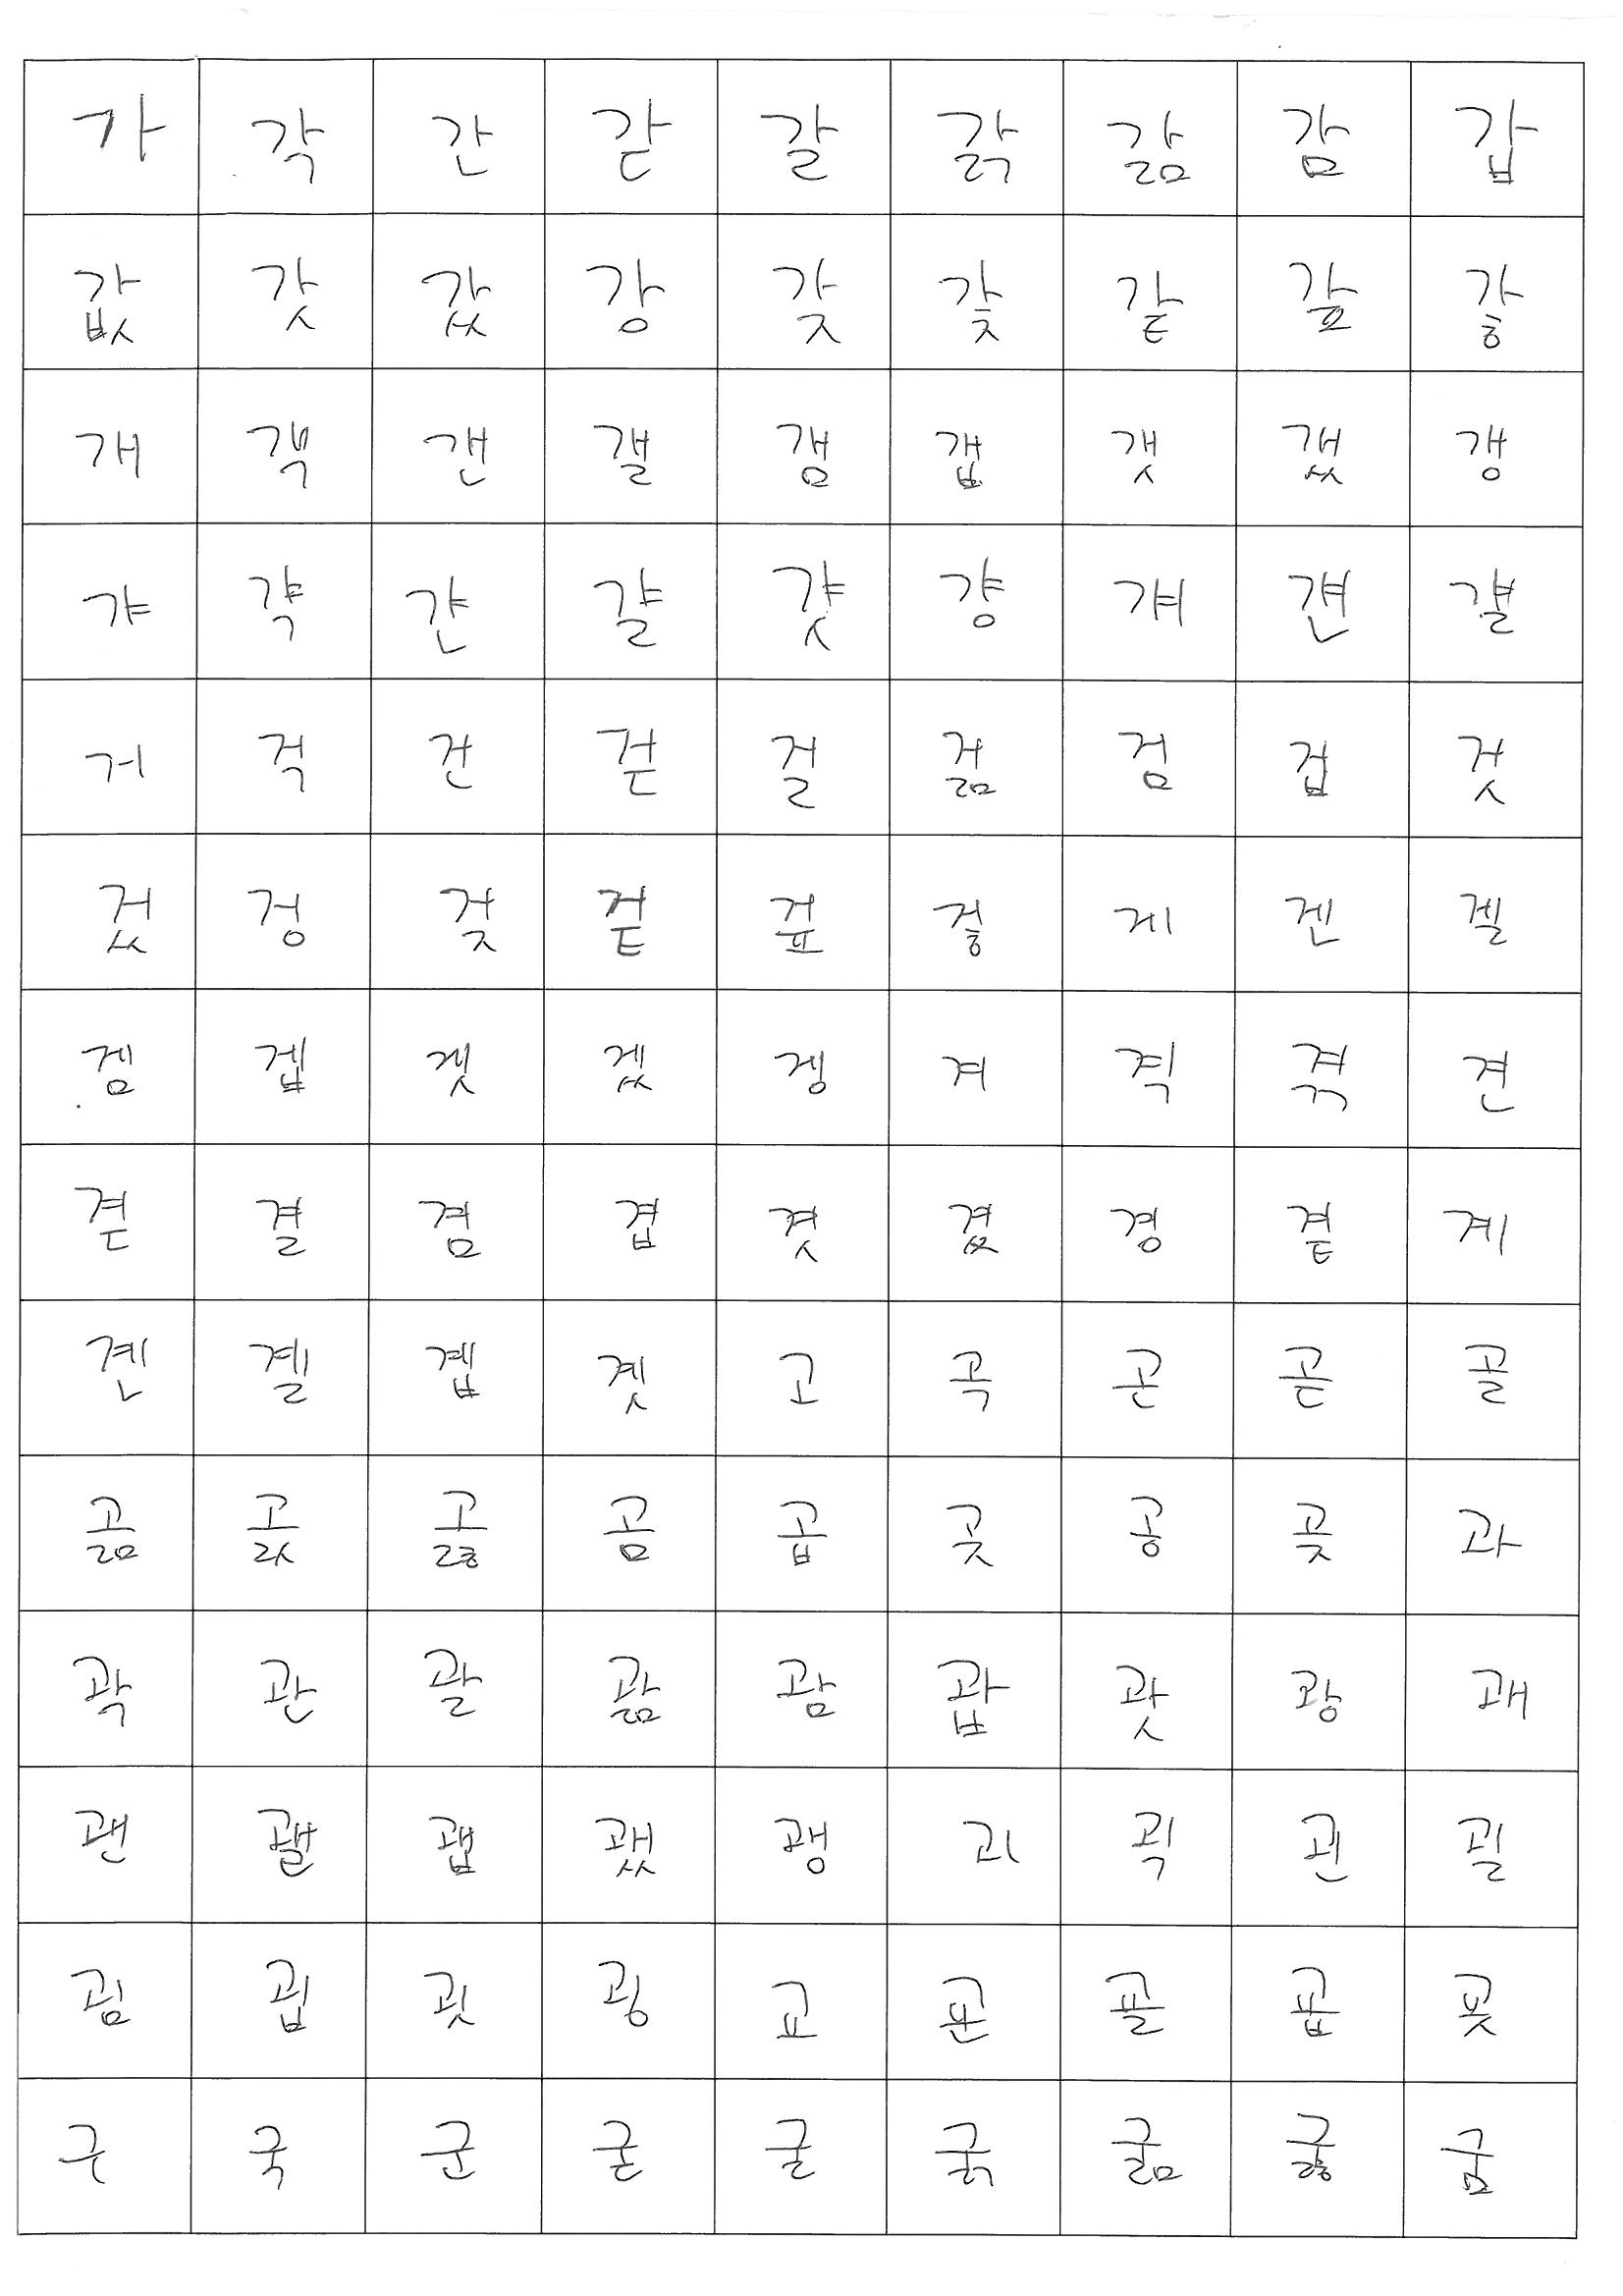 가 각 간 갇 갈 갉 갊 감 갑
값 갓 갔 강 갖 갗 같 갚 갛
개 객 갠 갤 갬 갭 갯 갰 갱
갸 갹 갼 걀 걋 걍 걔 걘 걜
거 걱 건 걷 걸 걺 검 겁 것
겄 겅 겆 겉 겊 겋 게 겐 겔
겜 겝 겟 겠 겡 겨 격 겪 견
겯 결 겸 겹 겻 겼 경 곁 계
곈 곌 곕 곗 고 곡 곤 곧 골
곪 곬 곯 곰 곱 곳 공 곶 과
곽 관 괄 괆 괌 괍 괏 광 괘
괜 괠 괩 괬 괭 괴 괵 괸 괼
굄 굅 굇 굉 교 굔 굘 굡 굣
구 국 군 굳 굴 굵 굶 굻 굼